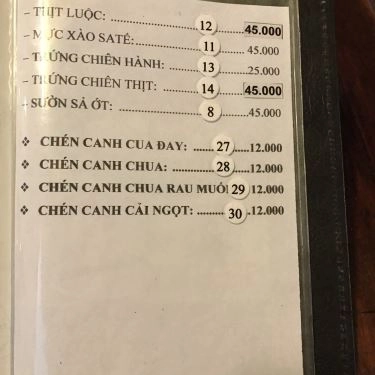 – THỊT LUỘC: 12 ........45.000
– MỰC XÀO SATÉ:............ 11 ........ 45.000
– TRỨNG CHIÊN HÀNH: 13 ........25.000
– TRỨNG CHIÊN THỊT: 14 ........45.000
– SƯỜN SẢ ỚT: ............ 8 ........45.000
❖ CHÉN CANH CUA ĐAY: 27 ......12.000
❖ CHÉN CANH CHUA: ......... 28 ........12.000
❖ CHÉN CANH CHUA RAU MUỐ 29 12.000
❖ CHÉN CANH CẢI NGỌT: ........ 30 .12.000